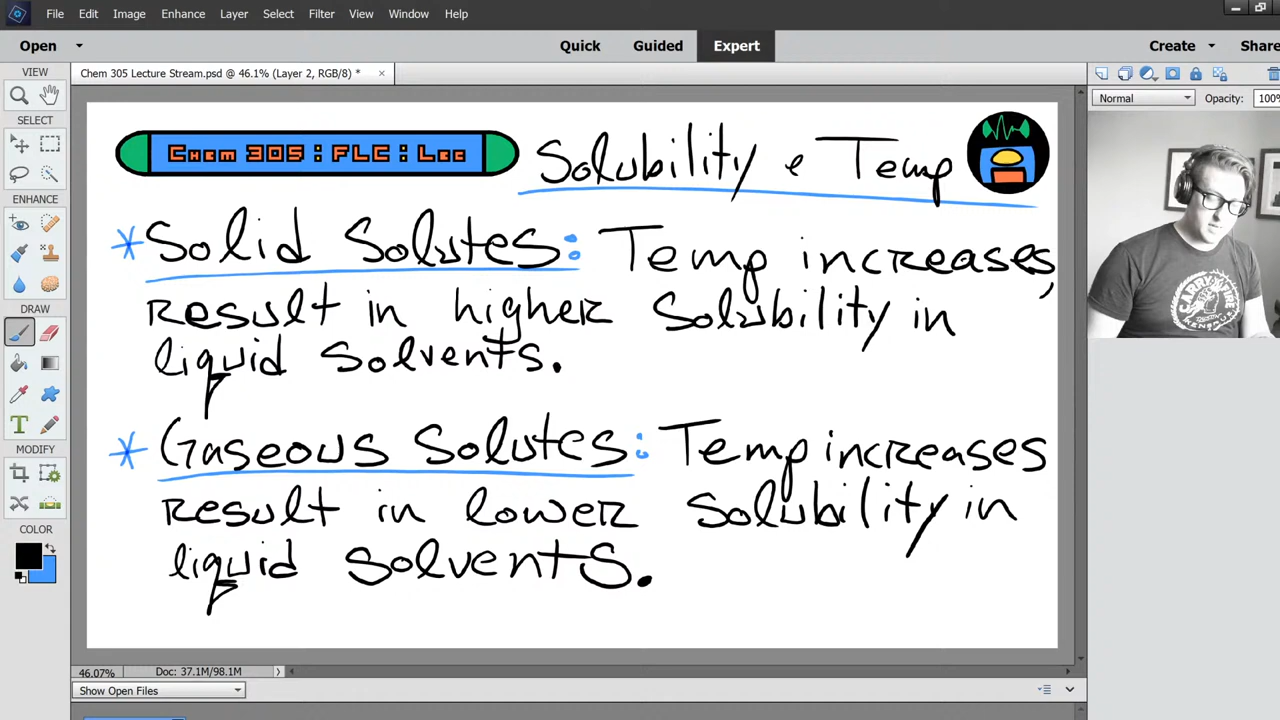 File Edit Image Enhance Layer Select Filter View Window Help
Open Quick Guided Expert Create Share
VIEW
Chem 305 Lecture Stream.psd @ 46.1% (Layer 2, RGB/8) * ×
Normal Opacity: 100%
SELECT
ENHANCE
DRAW
MODIFY
COLOR
Chem 305 : FLC : Lec
Solubility & Temp
*Solid Solutes: Temp increases,
result in higher solubility in
liquid solvents.
*Gaseous Solutes: Temp increases
result in lower solubility in
liquid solvents.
46.07% Doc: 37.1M/98.1M
Show Open Files